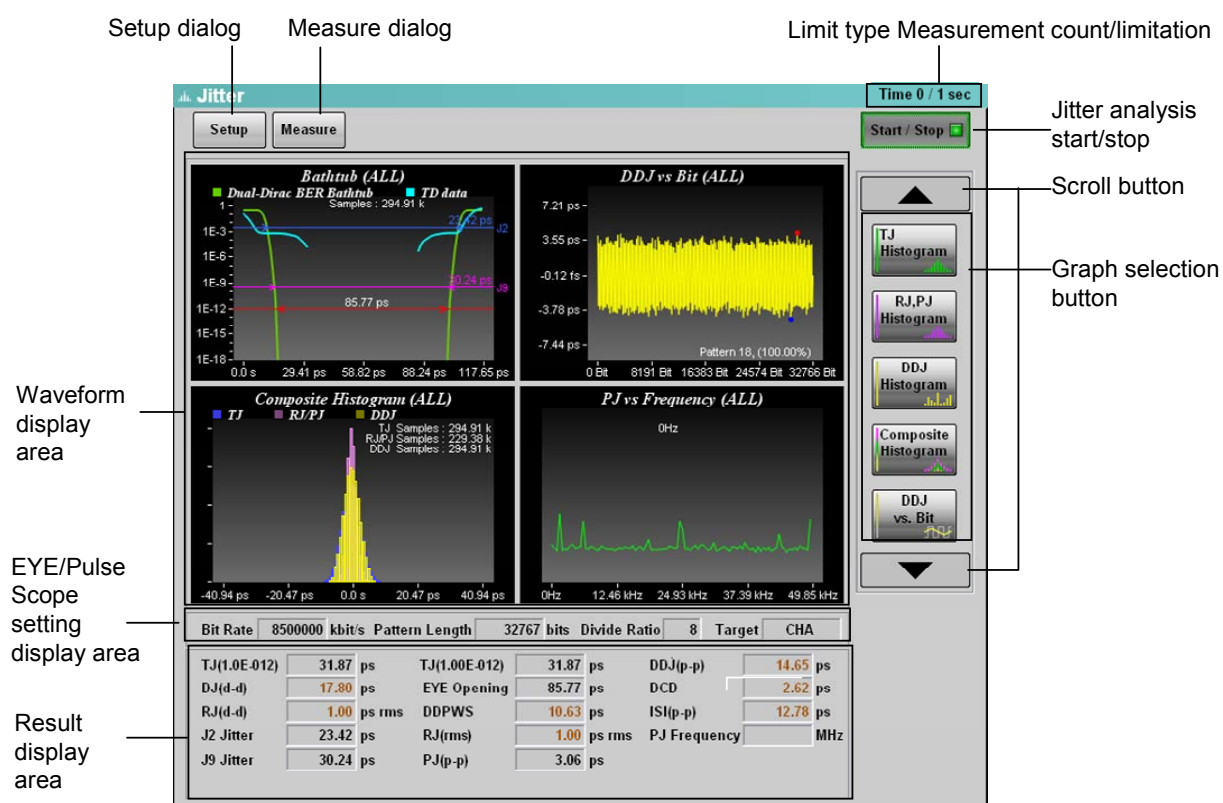 Setup dialog
Measure dialog
Limit type Measurement count/limitation
Jitter
Time 0 / 1 sec
Setup
Measure
Start / Stop
Jitter analysis
start/stop
Bathtub (ALL)
Dual-Dirac BER Bathtub
TD data
Samples : 294.91 k
1
1E-3
1E-6
1E-9
1E-12
1E-15
1E-18
23.42 ps
J2
30.24 ps
J9
85.77 ps
0.0 s 29.41 ps 58.82 ps 88.24 ps 117.65 ps
DDJ vs Bit (ALL)
7.21 ps
3.55 ps
-0.12 fs
-3.78 ps
-7.44 ps
Pattern 18, (100.00%)
0 Bit 8191 Bit 16383 Bit 24574 Bit 32766 Bit
Scroll button
TJ
Histogram
RJ,PJ
Histogram
DDJ
Histogram
Composite
Histogram
DDJ
vs. Bit
Graph selection
button
Waveform
display
area
Composite Histogram (ALL)
TJ RJ/PJ DDJ
TJ Samples : 294.91 k
RJ/PJ Samples : 229.38 k
DDJ Samples : 294.91 k
-40.94 ps -20.47 ps 0.0 s 20.47 ps 40.94 ps
PJ vs Frequency (ALL)
0Hz
0Hz 12.46 kHz 24.93 kHz 37.39 kHz 49.85 kHz
EYE/Pulse
Scope
setting
display area
Bit Rate 8500000 kbit/s Pattern Length 32767 bits Divide Ratio 8 Target CHA
Result
display
area
TJ(1.0E-012) 31.87 ps TJ(1.00E-012) 31.87 ps DDJ(p-p) 14.65 ps
DJ(d-d) 17.80 ps EYE Opening 85.77 ps DCD 2.62 ps
RJ(d-d) 1.00 ps rms DDPWS 10.63 ps ISI(p-p) 12.78 ps
J2 Jitter 23.42 ps RJ(rms) 1.00 ps rms PJ Frequency MHz
J9 Jitter 30.24 ps PJ(p-p) 3.06 ps